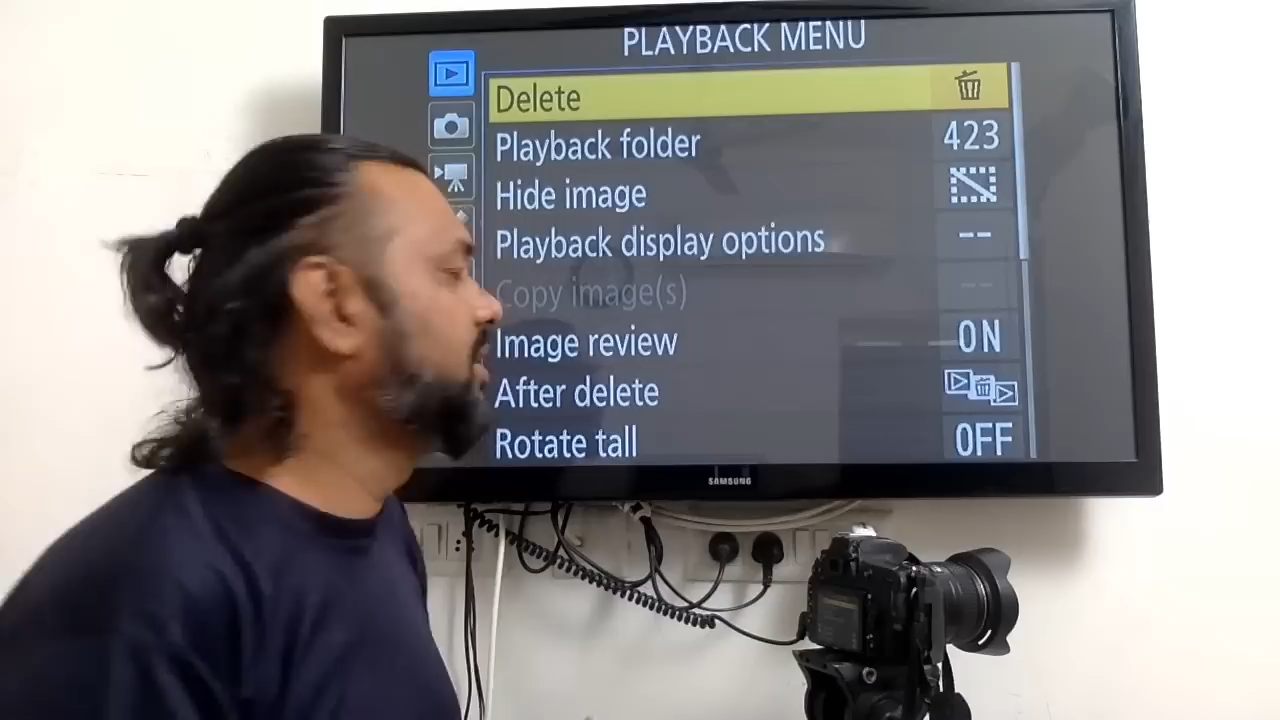 PLAYBACK MENU
Delete
Playback folder 423
Hide image
Playback display options --
Copy image(s) --
Image review ON
After delete
Rotate tall OFF
SAMSUNG